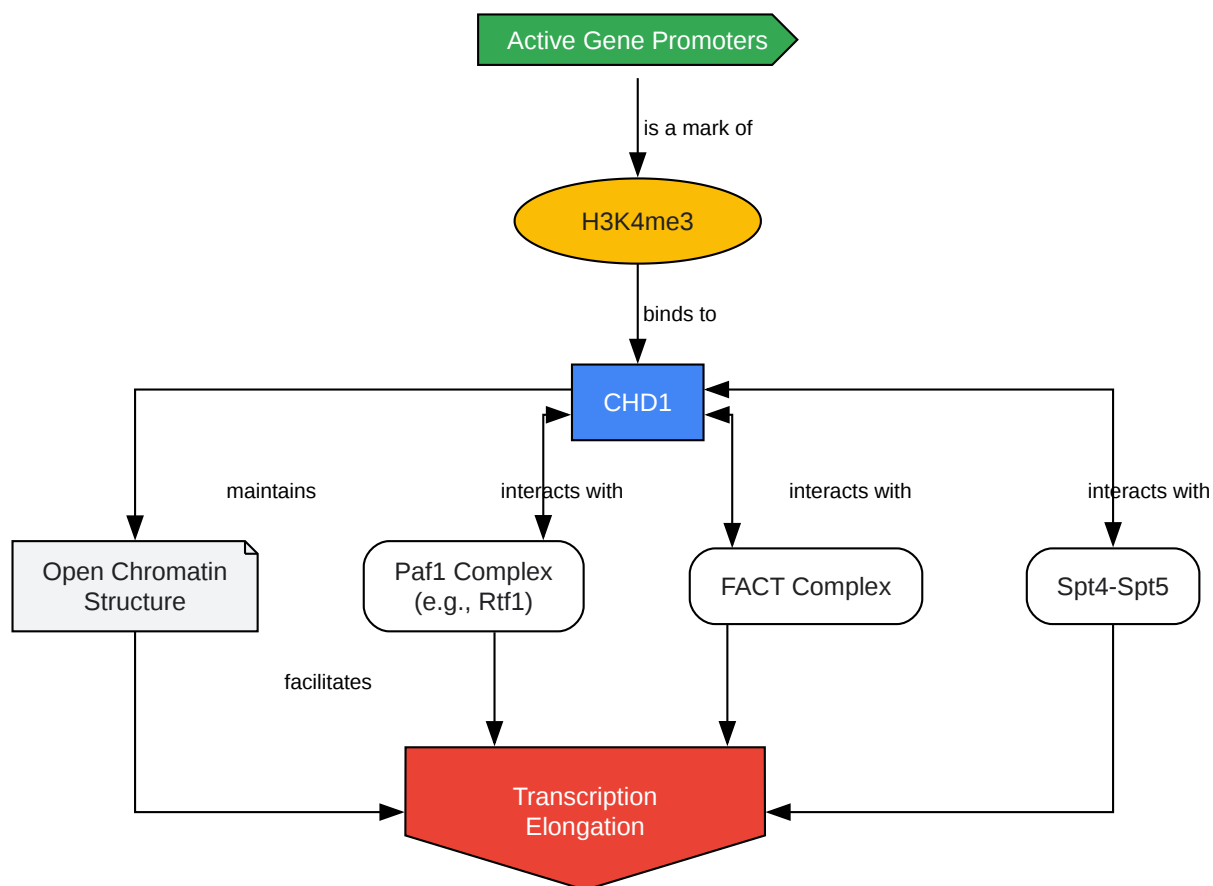 Active Gene Promoters
is a mark of
H3K4me3
binds to
CHD1
maintains
interacts with
interacts with
interacts with
Open Chromatin
Structure
Paf1 Complex
(e.g., Rtf1)
FACT Complex
Spt4-Spt5
facilitates
Transcription
Elongation